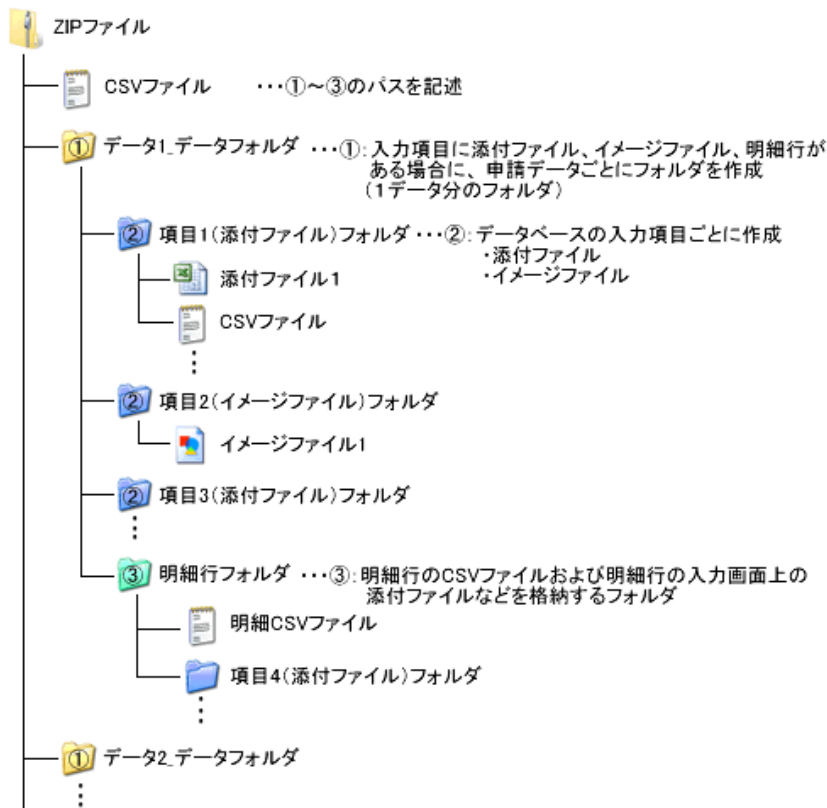 ZIPファイル
CSVファイル ・・・①～③のパスを記述
① データ1_データフォルダ ・・・①：入力項目に添付ファイル、イメージファイル、明細行が
ある場合に、申請データごとにフォルダを作成
（1データ分のフォルダ）
② 項目1（添付ファイル）フォルダ ・・・②：データベースの入力項目ごとに作成
・添付ファイル
・イメージファイル
添付ファイル1
CSVファイル
② 項目2（イメージファイル）フォルダ
イメージファイル1
② 項目3（添付ファイル）フォルダ
③ 明細行フォルダ ・・・③：明細行のCSVファイルおよび明細行の入力画面上の
添付ファイルなどを格納するフォルダ
明細CSVファイル
項目4（添付ファイル）フォルダ
① データ2_データフォルダ